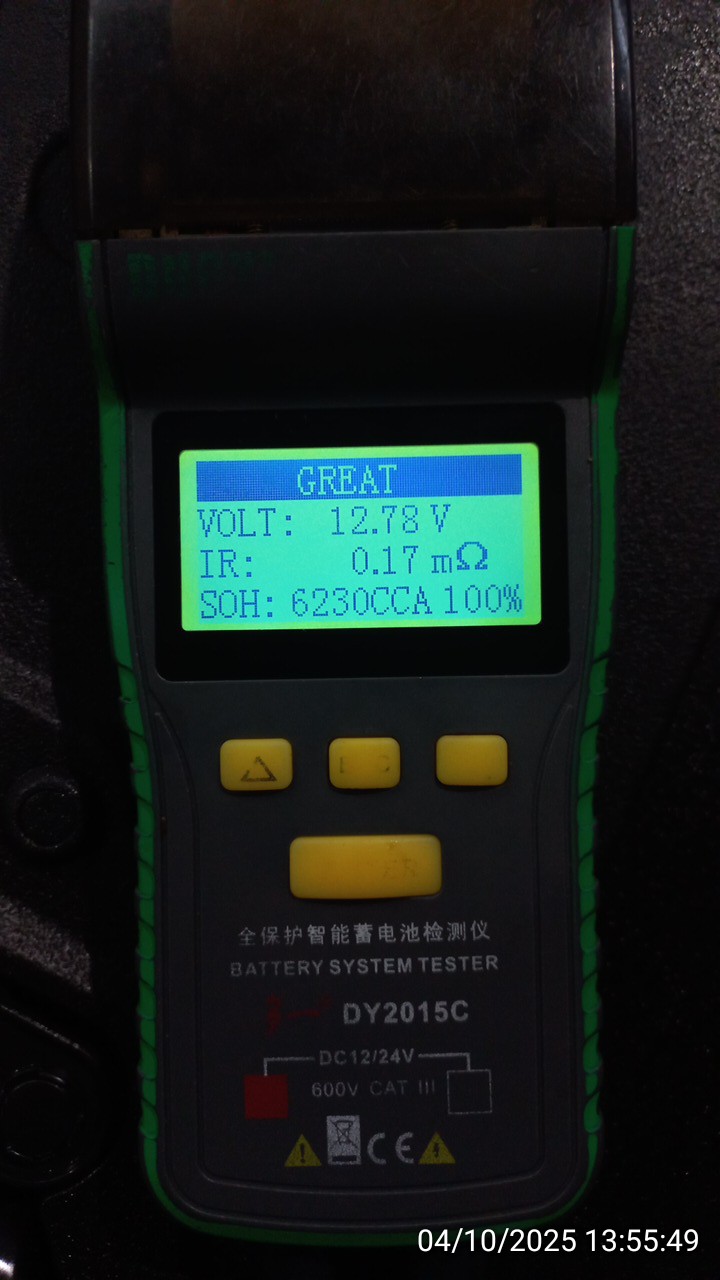 GREAT
VOLT: 12.78 V
IR: 0.17 mΩ
SOH: 6230CCA 100%
全保护智能蓄电池检测仪
BATTERY SYSTEM TESTER
DY2015C
DC12/24V
600V CAT III
CE
04/10/2025 13:55:49